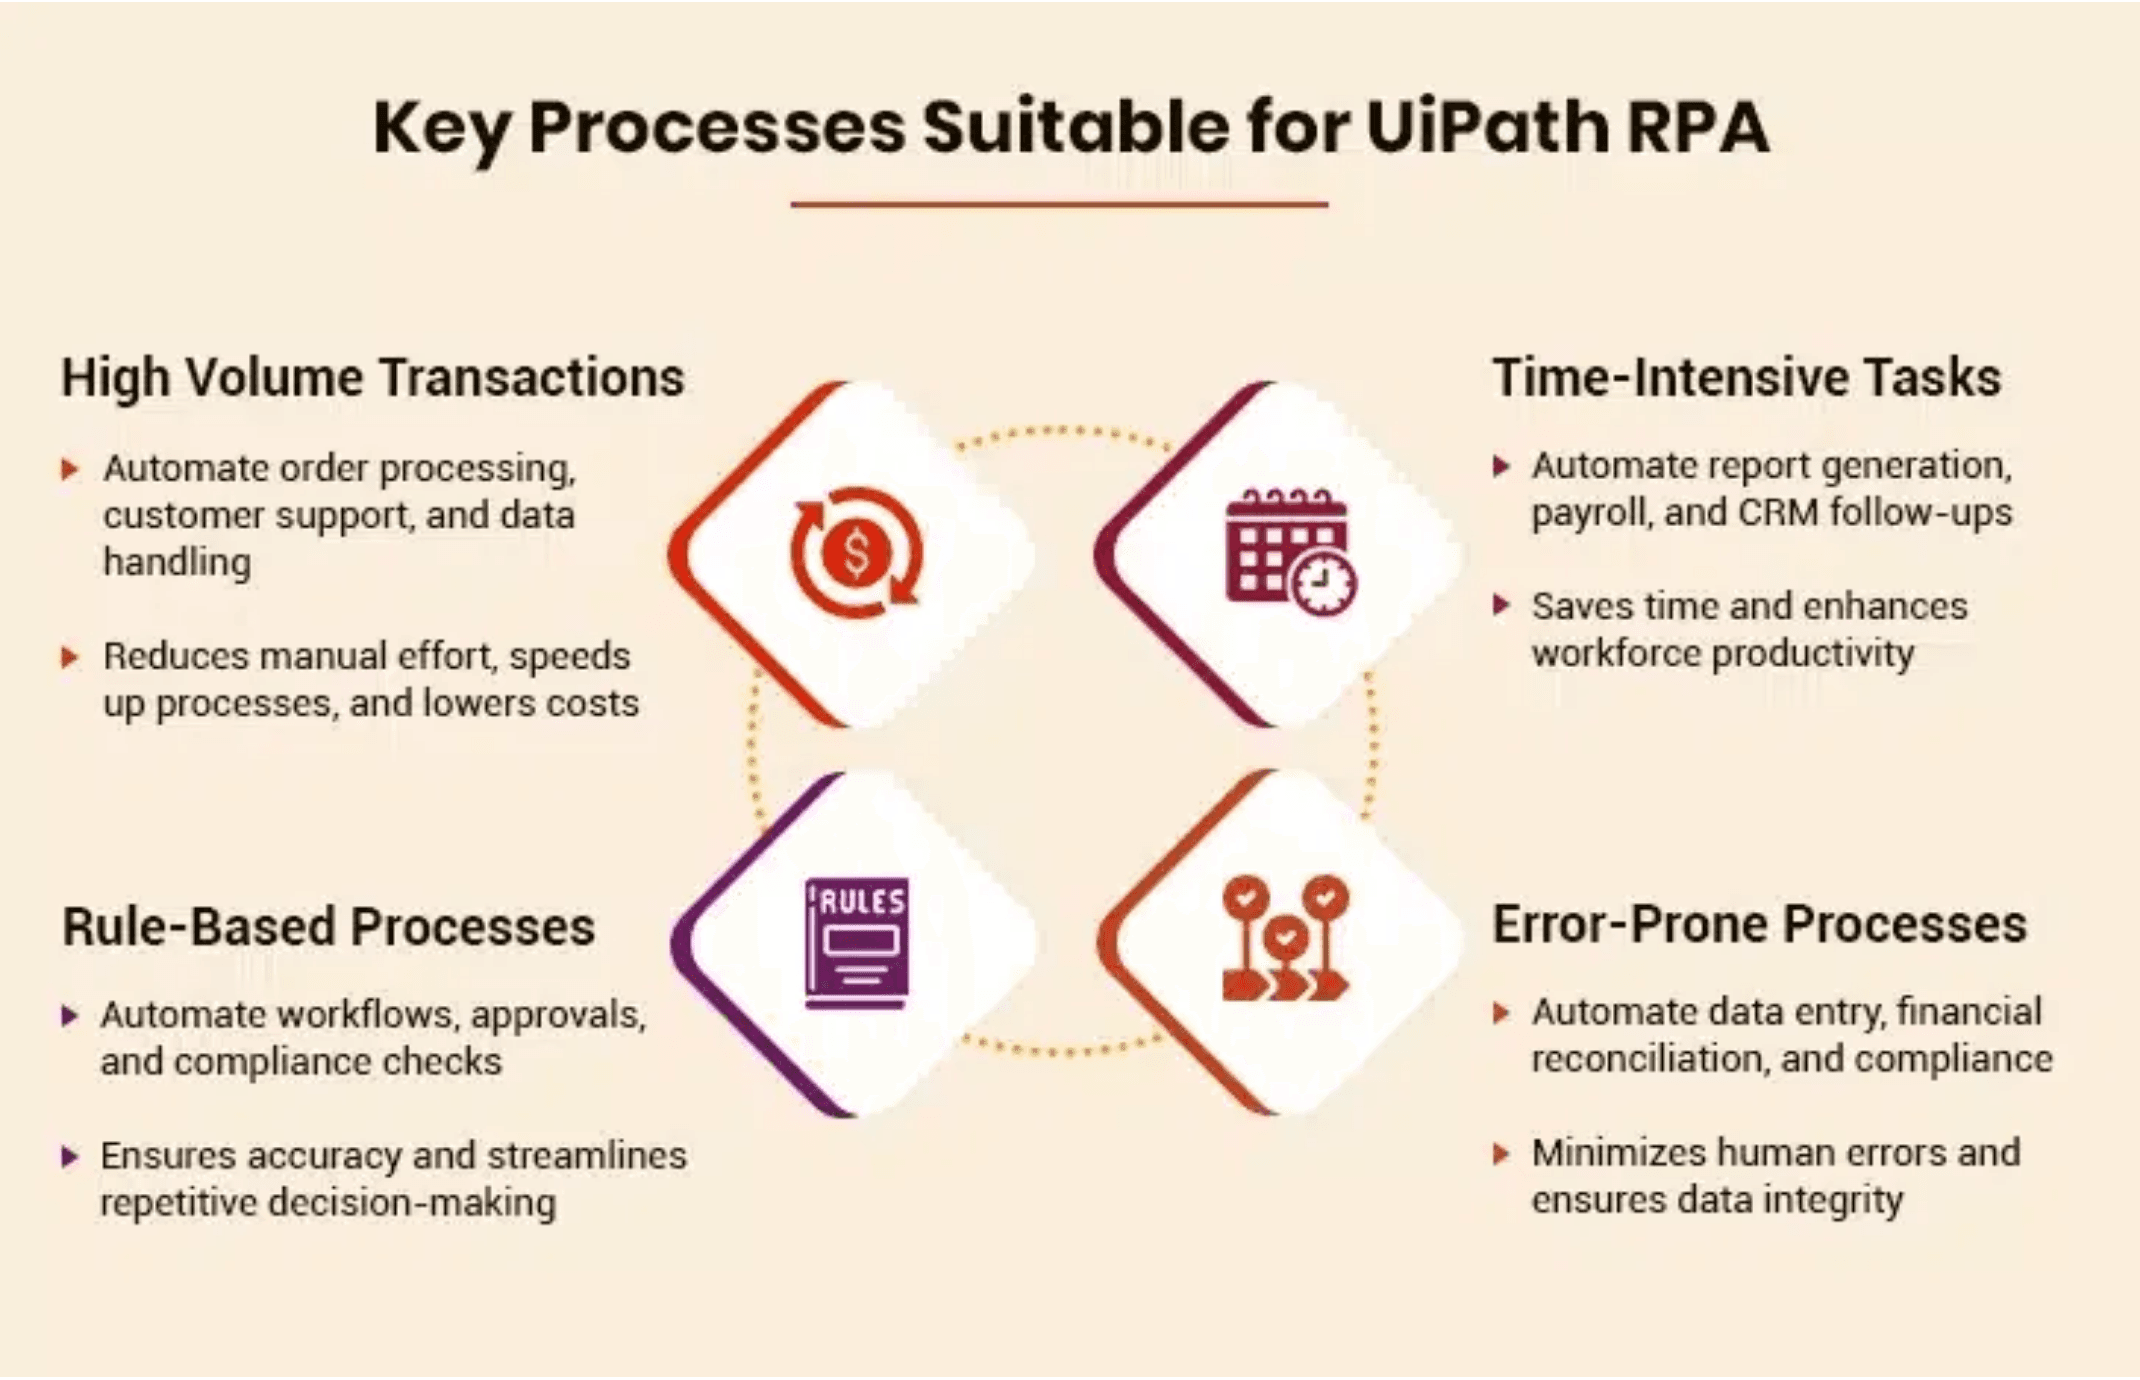 Key Processes Suitable for UiPath RPA
High Volume Transactions
Automate order processing,
customer support, and data
handling
Reduces manual effort, speeds
up processes, and lowers costs
Time-Intensive Tasks
Automate report generation,
payroll, and CRM follow-ups
Saves time and enhances
workforce productivity
$
Rule-Based Processes
Automate workflows, approvals,
and compliance checks
Ensures accuracy and streamlines
repetitive decision-making
RULES
Error-Prone Processes
Automate data entry, financial
reconciliation, and compliance
Minimizes human errors and
ensures data integrity